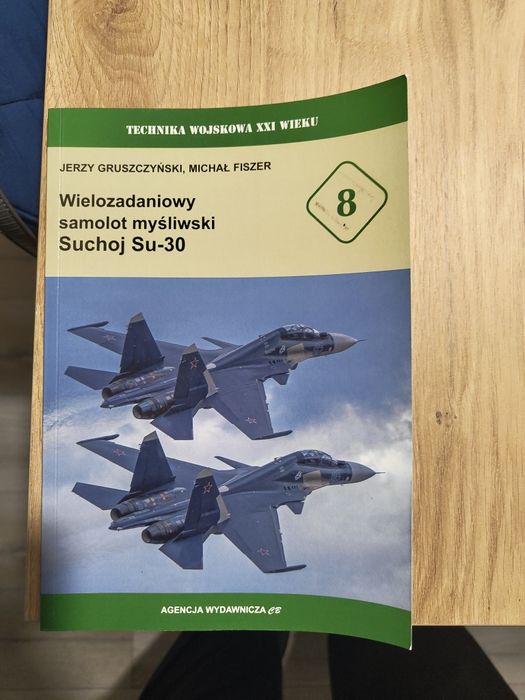 TECHNIKA WOJSKOWA XXI WIEKU
JERZY GRUSZCZYŃSKI, MICHAŁ FISZER
Wielozadaniowy
samolot myśliwski
Suchoj Su-30
8
AGENCJA WYDAWNICZA CB